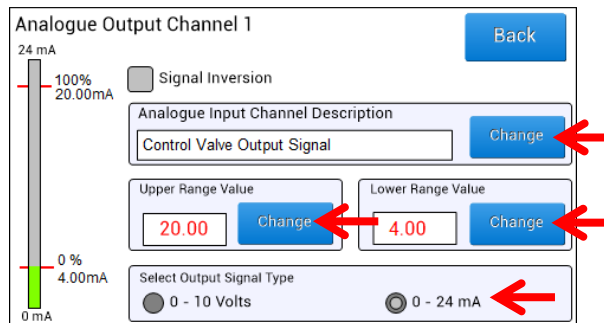 Analogue Output Channel 1
Back
24 mA
100%
20.00mA
Signal Inversion
Analogue Input Channel Description
Control Valve Output Signal
Change
Upper Range Value
20.00
Change
Lower Range Value
4.00
Change
0 %
4.00mA
Select Output Signal Type
0 - 10 Volts
0 - 24 mA
0 mA